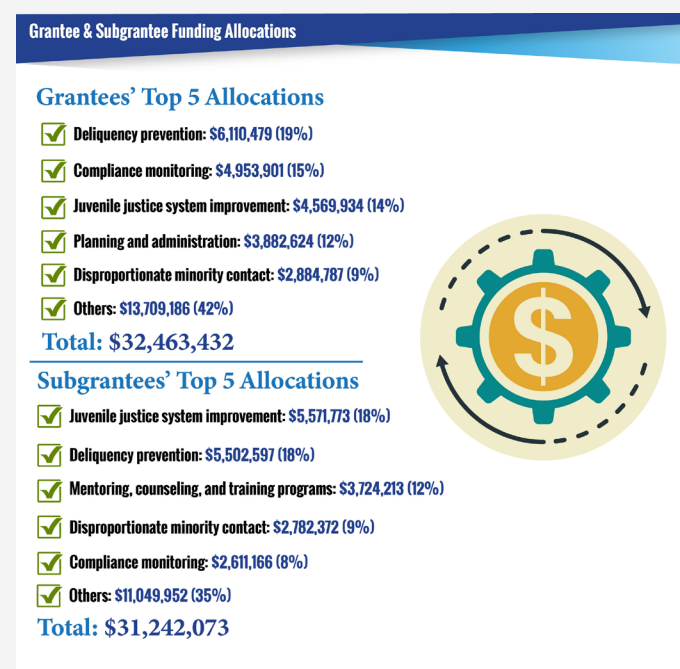 Grantee & Subgrantee Funding Allocations
Grantees’ Top 5 Allocations
Deliquency prevention: $6,110,479 (19%)
Compliance monitoring: $4,953,901 (15%)
Juvenile justice system improvement: $4,569,934 (14%)
Planning and administration: $3,882,624 (12%)
Disproportionate minority contact: $2,884,787 (9%)
Others: $13,709,186 (42%)
Total: $32,463,432
Subgrantees’ Top 5 Allocations
Juvenile justice system improvement: $5,571,773 (18%)
Deliquency prevention: $5,502,597 (18%)
Mentoring, counseling, and training programs: $3,724,213 (12%)
Disproportionate minority contact: $2,782,372 (9%)
Compliance monitoring: $2,611,166 (8%)
Others: $11,049,952 (35%)
Total: $31,242,073
$